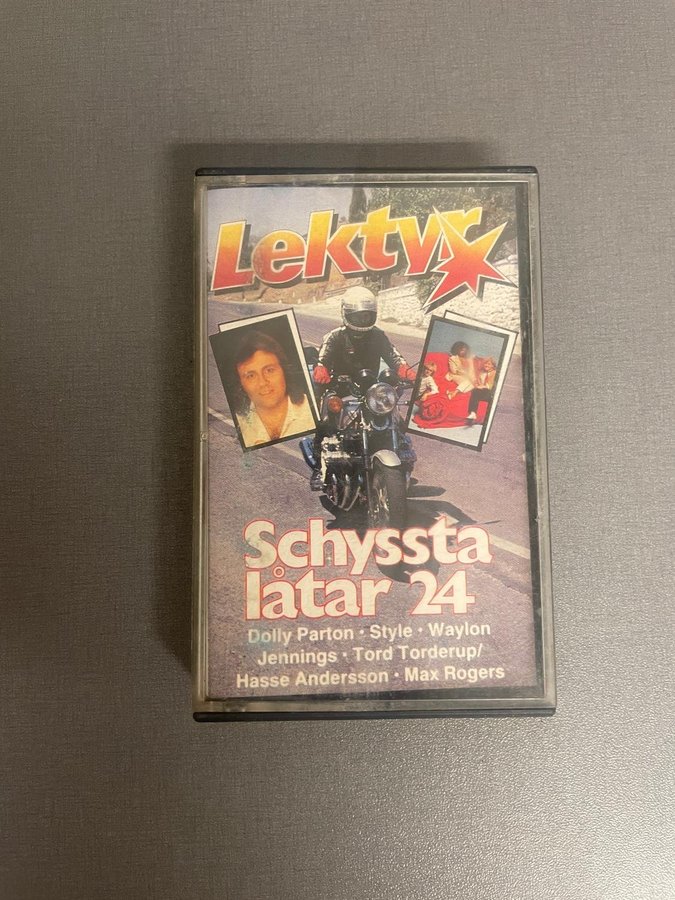 Lektyr
Schyssta
låtar 24
Dolly Parton • Style • Waylon
Jennings • Tord Torderup/
Hasse Andersson • Max Rogers